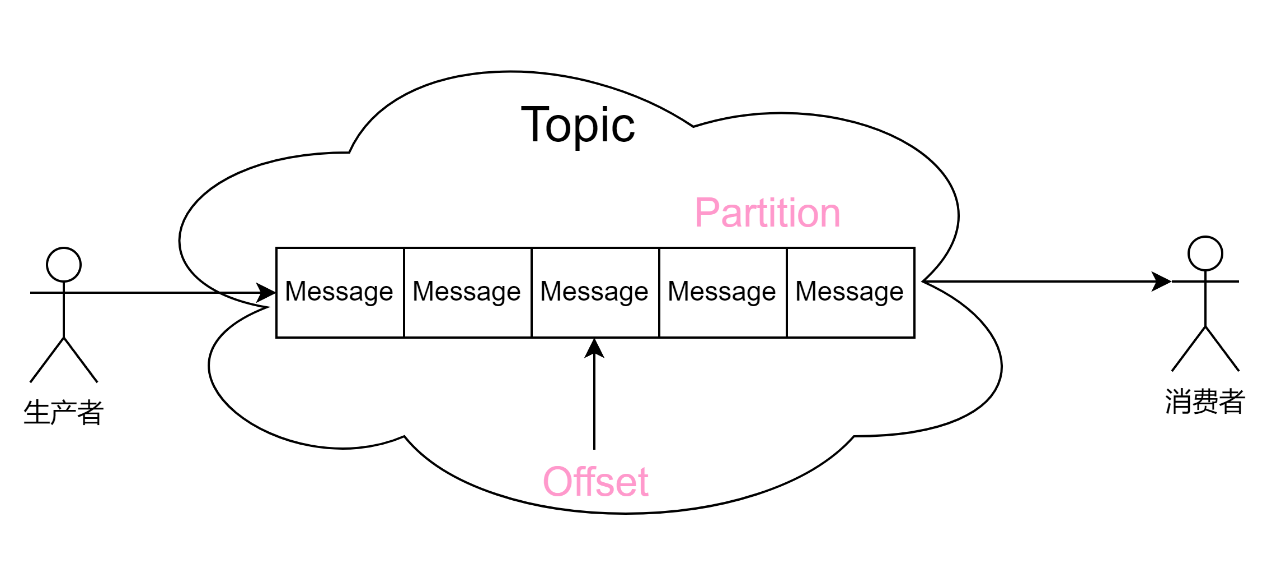 Topic
Partition
Message Message Message Message Message
生产者
消费者
Offset